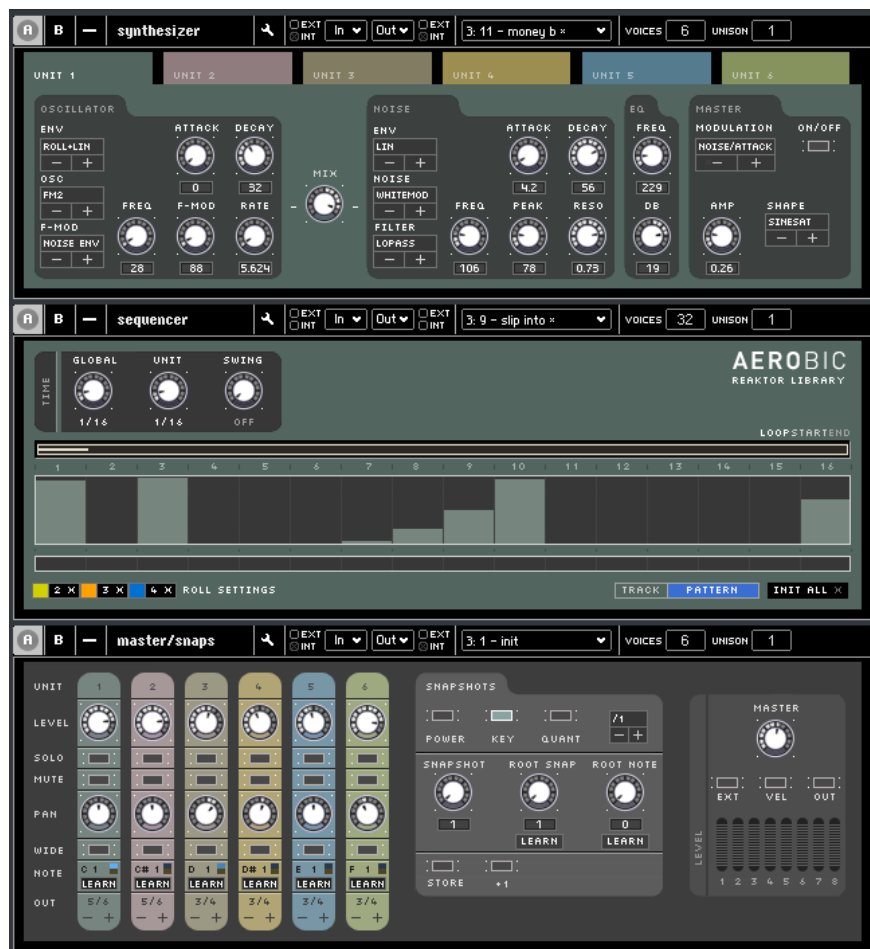 A B synthesizer EXT INT In Out EXT INT 3: 11 - money b × VOICES 6 UNISON 1
UNIT 1 UNIT 2 UNIT 3 UNIT 4 UNIT 5 UNIT 6
OSCILLATOR NOISE EQ MASTER
ENV ATTACK DECAY ENV ATTACK DECAY FREQ MODULATION ON/OFF
ROLL+LIN LIN NOISE/ATTACK
- + - + - +
OSC 0 32 MIX NOISE 4.2 56 229
FM2 WHITEMOD
- + FREQ F-MOD RATE - + FREQ PEAK RESO DB AMP SHAPE
F-MOD FILTER SINESAT
NOISE ENV LOPASS - +
- + 28 88 5.624 - + 106 78 0.73 19 0.26
A B sequencer EXT INT In Out EXT INT 3: 9 - slip into × VOICES 32 UNISON 1
TIME GLOBAL UNIT SWING AEROBIC
REAKTOR LIBRARY
1/16 1/16 OFF
LOOPSTARTEND
1 2 3 4 5 6 7 8 9 10 11 12 13 14 15 16
2 X 3 X 4 X ROLL SETTINGS TRACK PATTERN INIT ALL X
A B master/snaps EXT INT In Out EXT INT 3: 1 - init VOICES 6 UNISON 1
UNIT 1 2 3 4 5 6 SNAPSHOTS
LEVEL MASTER
/1
POWER KEY QUANT - +
SOLO SNAPSHOT ROOT SNAP ROOT NOTE
MUTE
EXT VEL OUT
PAN 1 1 0
LEARN LEARN
WIDE LEVEL
NOTE C 1 C# 1 D 1 D# 1 E 1 F 1
LEARN LEARN LEARN LEARN LEARN LEARN STORE +1 1 2 3 4 5 6 7 8
OUT 5/6 5/6 3/4 3/4 3/4 3/4
- + - + - + - + - + - +